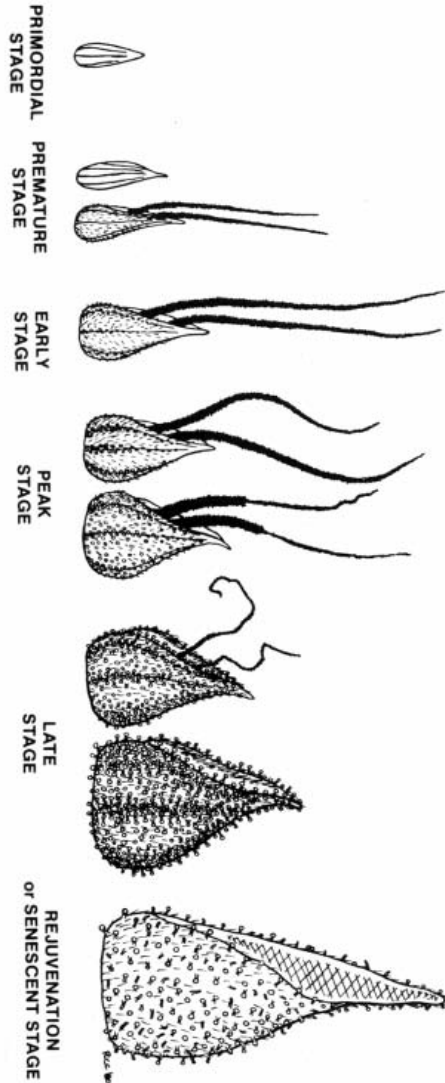 PRIMORDIAL
STAGE
PREMATURE
STAGE
EARLY
STAGE
PEAK
STAGE
LATE
STAGE
REJUVENATION
or SENESCENT STAGE